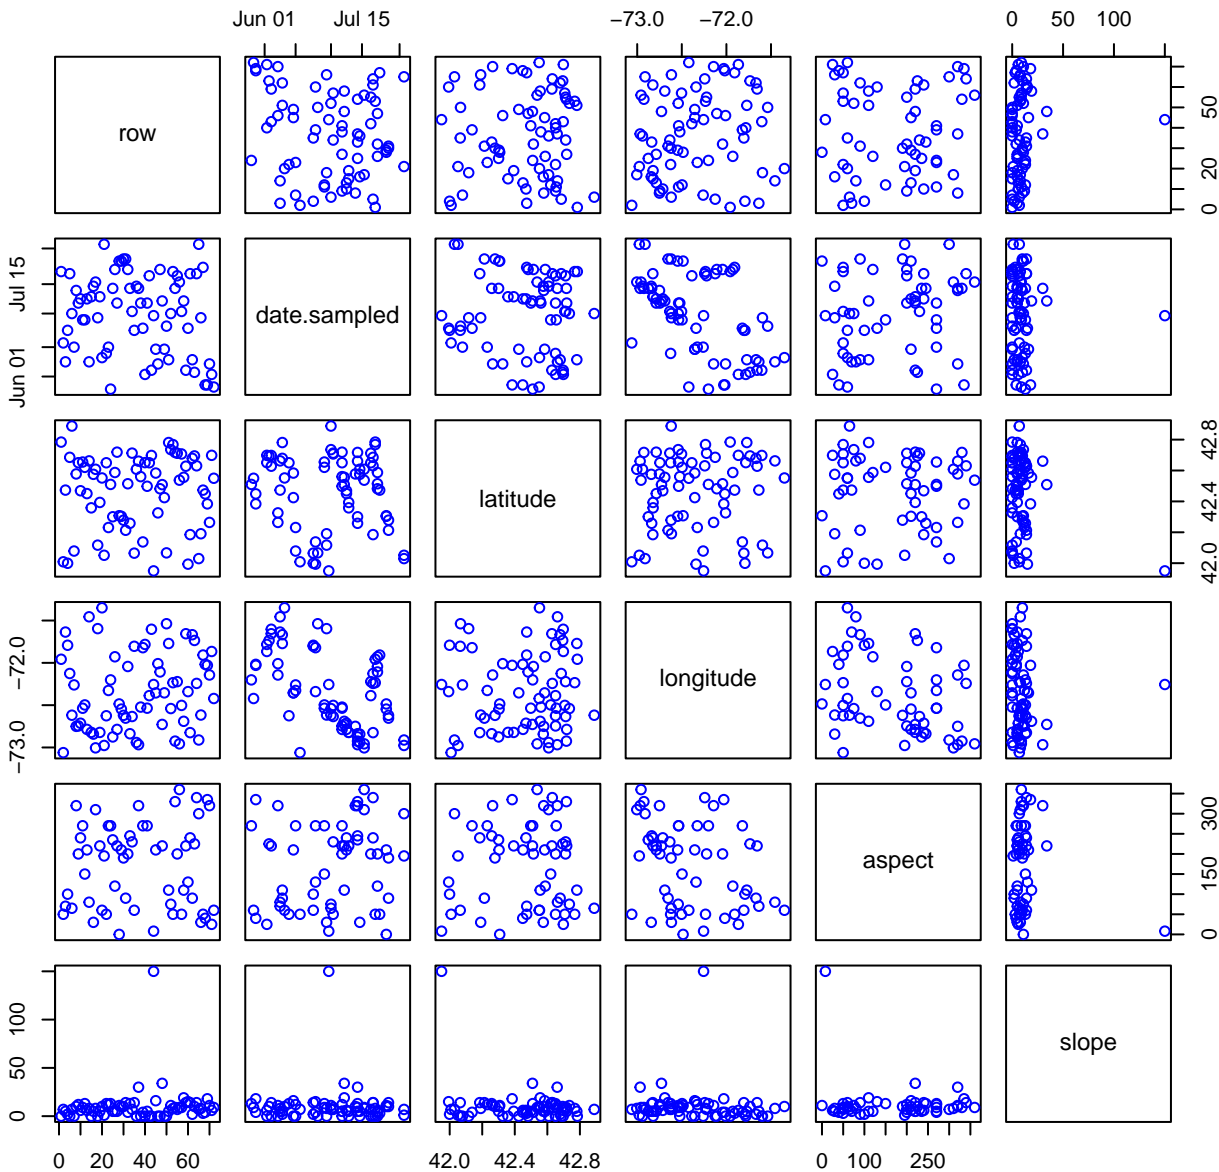 Jun 01 Jul 15 −73.0 −72.0 0 50 100
row
0 20 50
Jun 01 Jul 15
date.sampled
latitude
42.0 42.4 42.8
−73.0 −72.0
longitude
aspect
0 150 300
0 50 100
slope
0 20 40 60 42.0 42.4 42.8 0 100 250